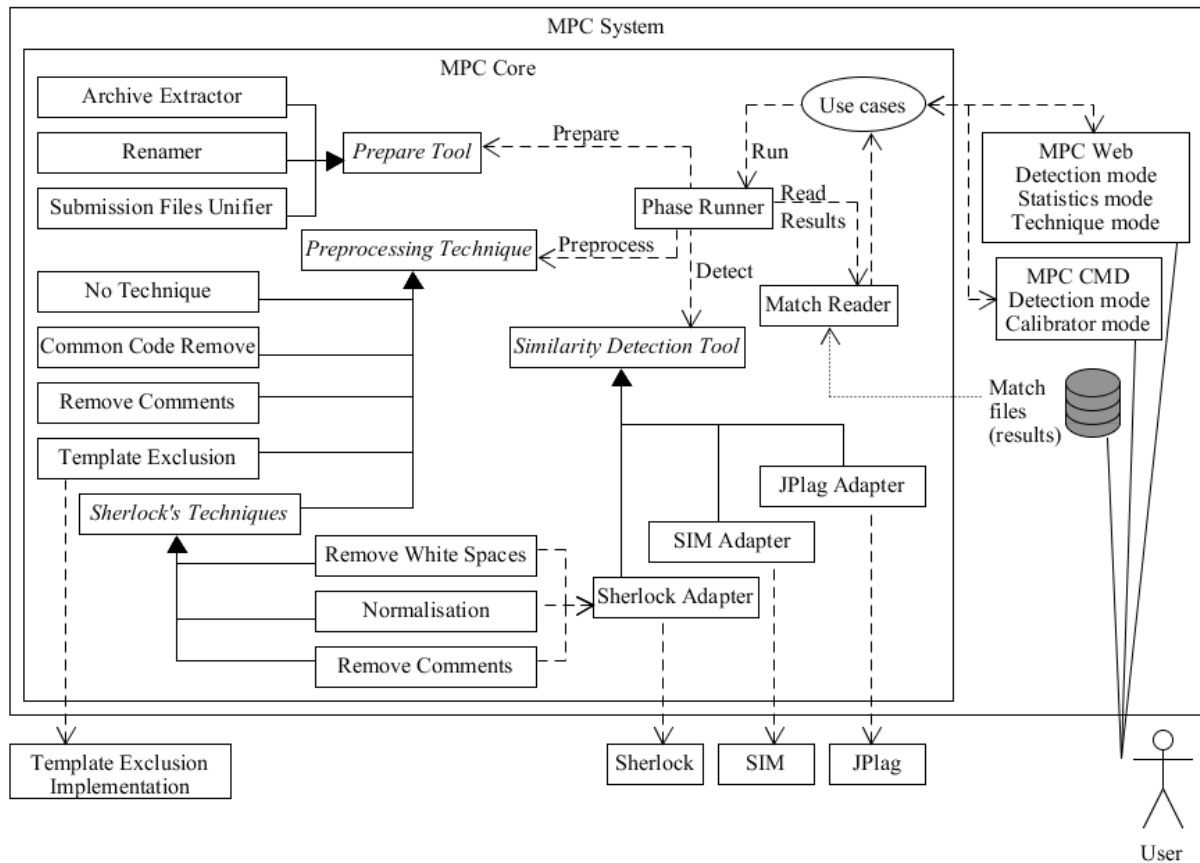 MPC System
MPC Core
Archive Extractor
Renamer
Submission Files Unifier
Prepare Tool
Prepare
Use cases
Run
Phase Runner
Read
Results
Preprocessing Technique
Preprocess
Detect
Match Reader
MPC Web
Detection mode
Statistics mode
Technique mode
MPC CMD
Detection mode
Calibrator mode
No Technique
Common Code Remove
Remove Comments
Template Exclusion
Similarity Detection Tool
Match
files
(results)
Sherlock's Techniques
JPlag Adapter
SIM Adapter
Sherlock Adapter
Remove White Spaces
Normalisation
Remove Comments
Template Exclusion
Implementation
Sherlock
SIM
JPlag
User